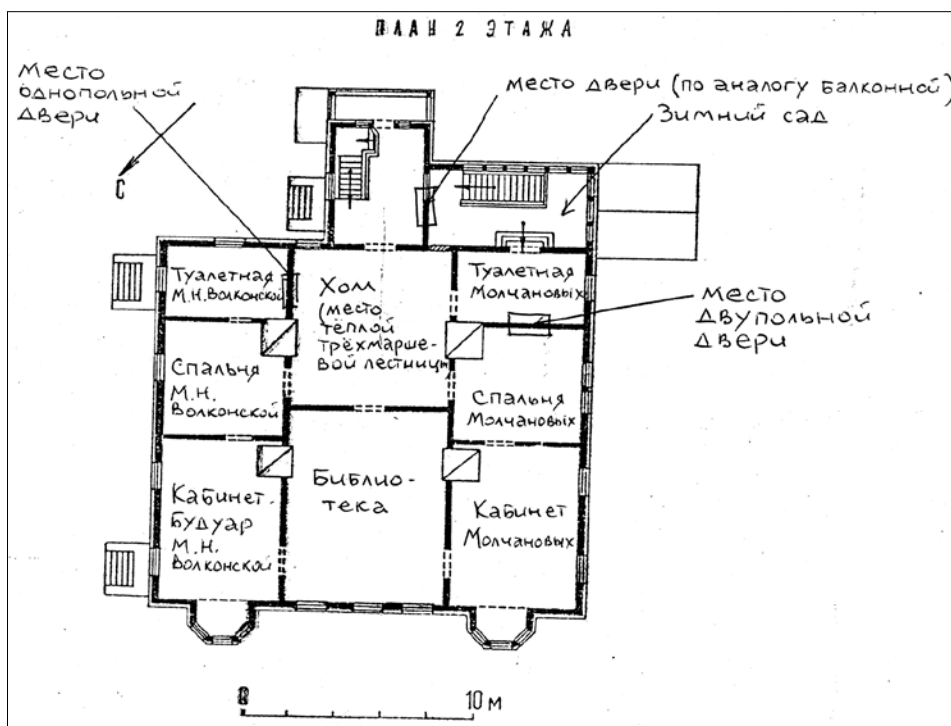 ПЛАН 2 ЭТАЖА
Место
однопольной
двери
место двери (по аналогу балконной)
Зимний сад
С
Туалетная
М.Н.Волконской
Холл
(место
тёплой
трёхмарше-
вой лестницы
Туалетная
Молчановых
место
двупольной
двери
Спальня
М.Н.
Волконской
Спальня
Молчановых
Кабинет-
будуар
М.Н.
Волконской
Библио-
тека
Кабинет
Молчановых
0
10 м